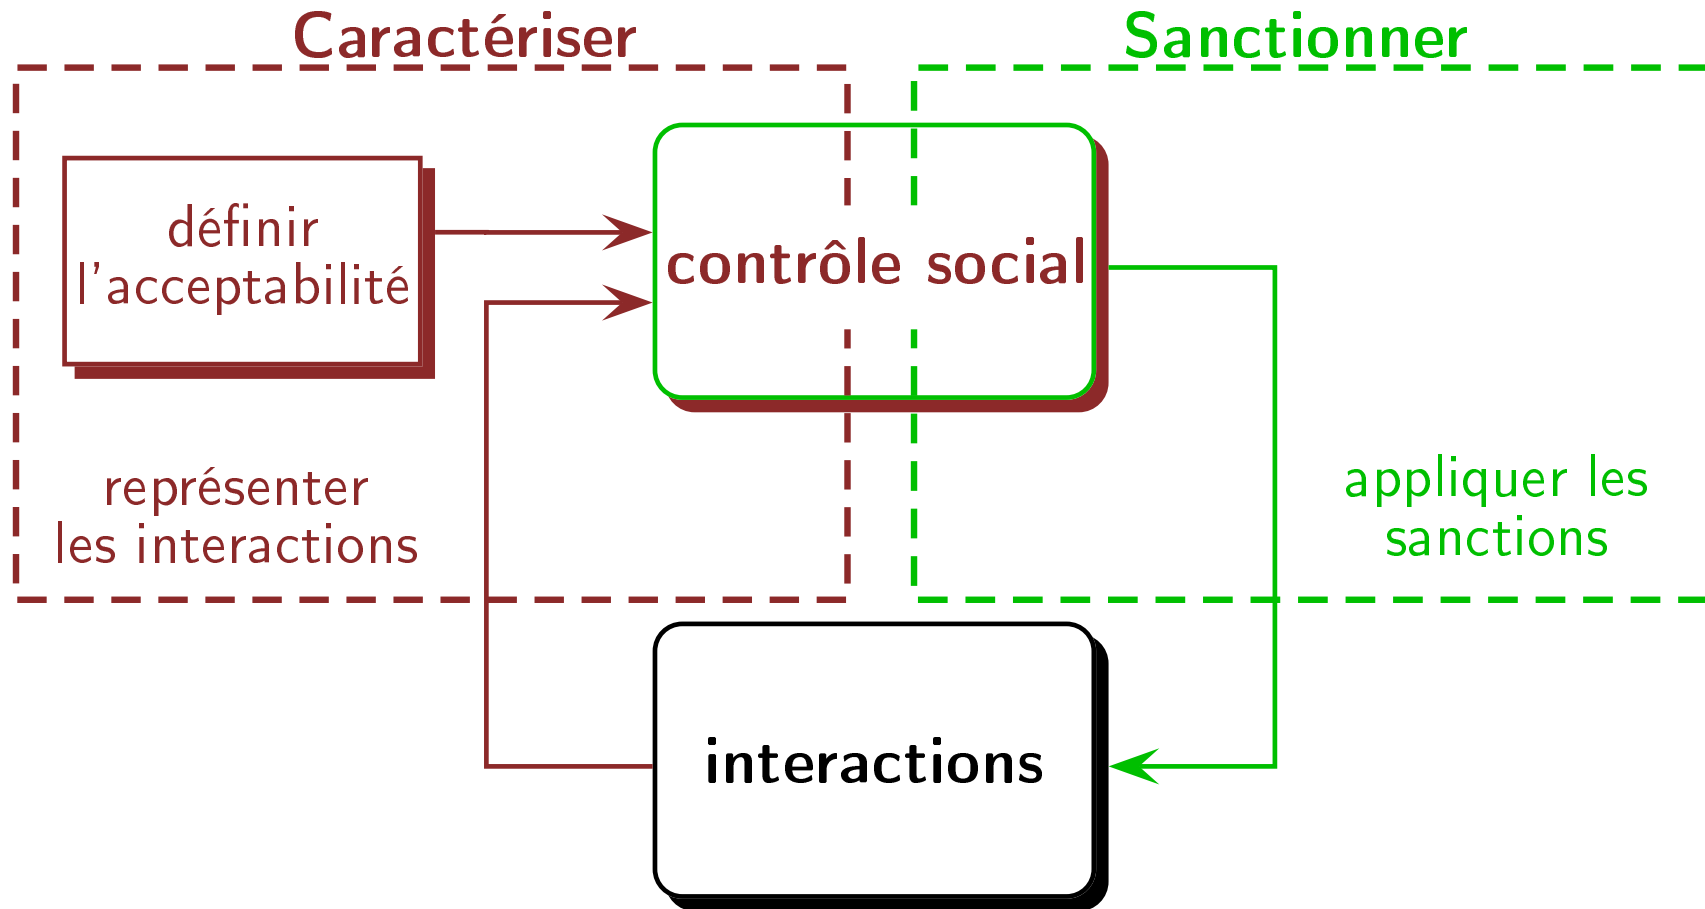 Caractériser
Sanctionner
définir
l'acceptabilité
contrôle social
représenter
les interactions
appliquer les
sanctions
interactions